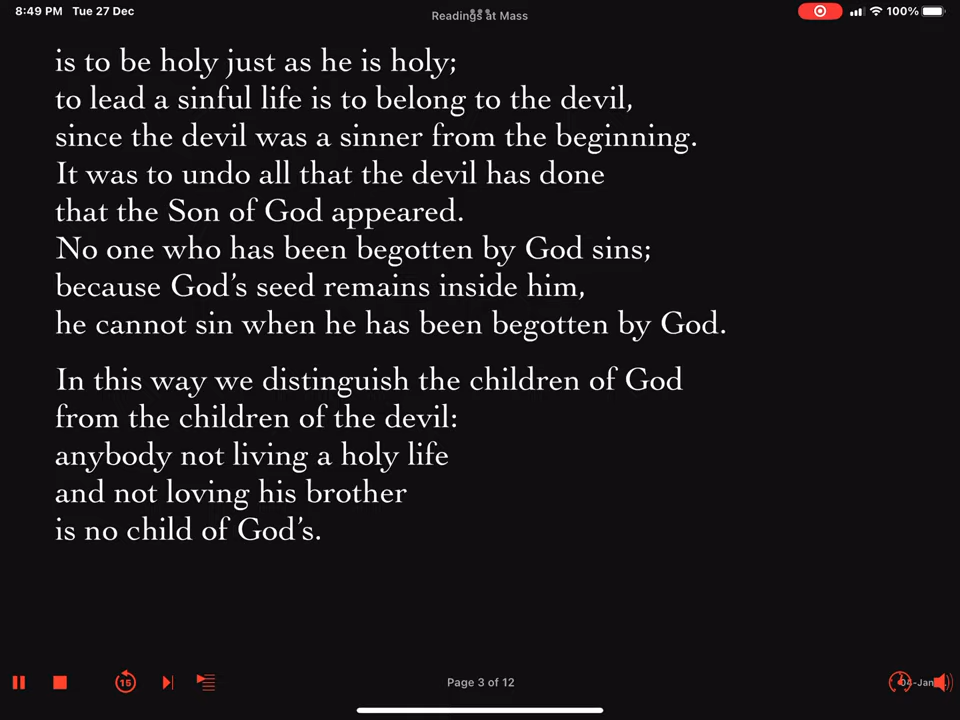 8:49 PM Tue 27 Dec
100%
Readings at Mass
is to be holy just as he is holy;
to lead a sinful life is to belong to the devil,
since the devil was a sinner from the beginning.
It was to undo all that the devil has done
that the Son of God appeared.
No one who has been begotten by God sins;
because God’s seed remains inside him,
he cannot sin when he has been begotten by God.
In this way we distinguish the children of God
from the children of the devil:
anybody not living a holy life
and not loving his brother
is no child of God’s.
15
Page 3 of 12